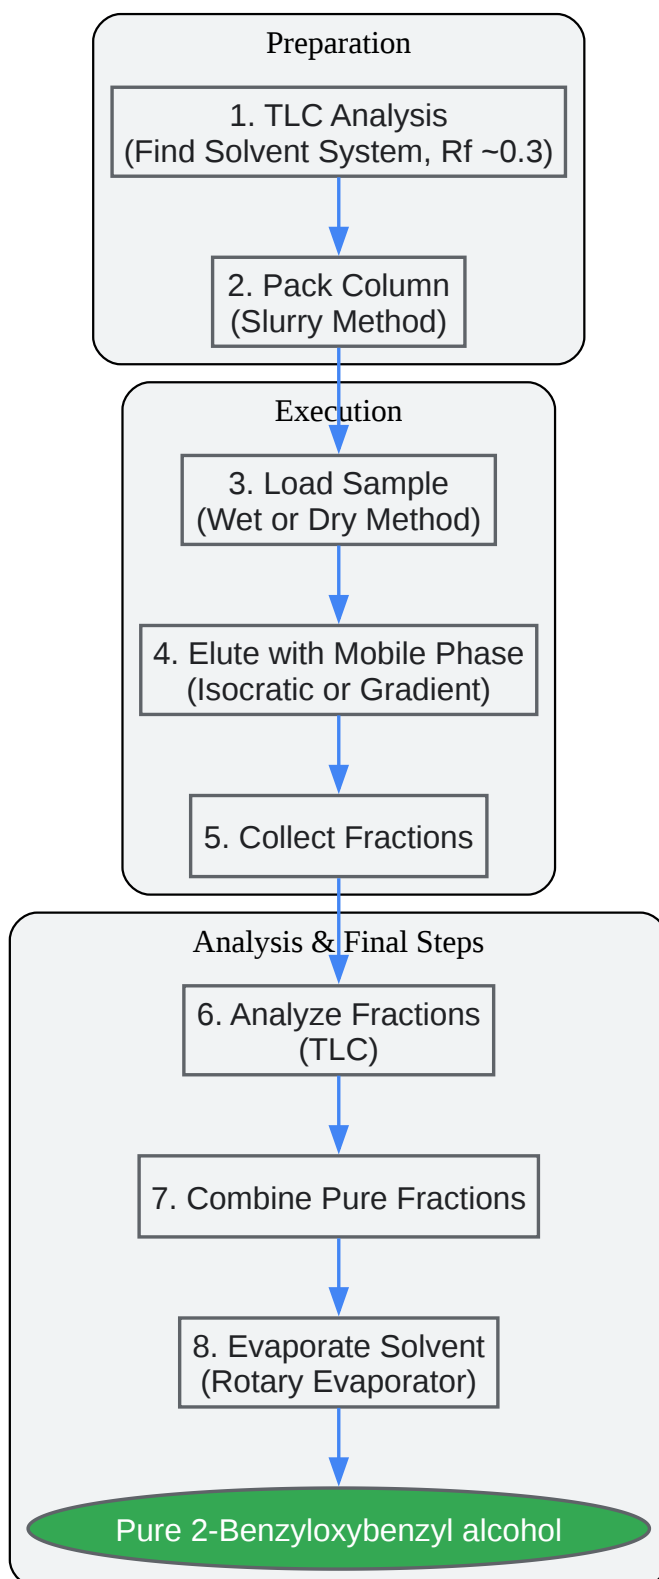 Preparation
1. TLC Analysis
(Find Solvent System, Rf ~0.3)
2. Pack Column
(Slurry Method)
Execution
3. Load Sample
(Wet or Dry Method)
4. Elute with Mobile Phase
(Isocratic or Gradient)
5. Collect Fractions
Analysis & Final Steps
6. Analyze Fractions
(TLC)
7. Combine Pure Fractions
8. Evaporate Solvent
(Rotary Evaporator)
Pure 2-Benzyloxybenzyl alcohol